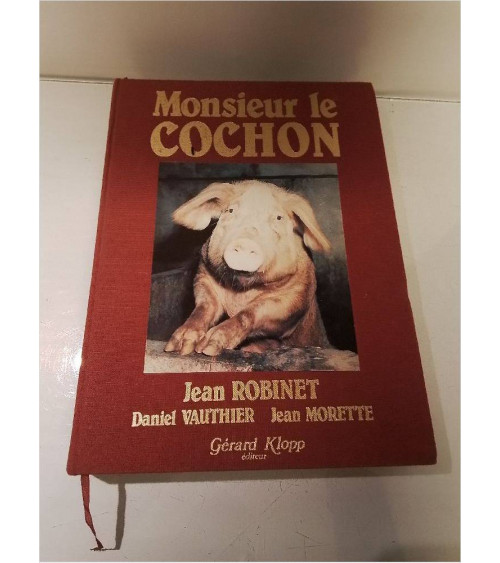 Monsieur le
COCHON
Jean ROBINET
Daniel VAUTHIER Jean MORETTE
Gérard Klopp
éditeur